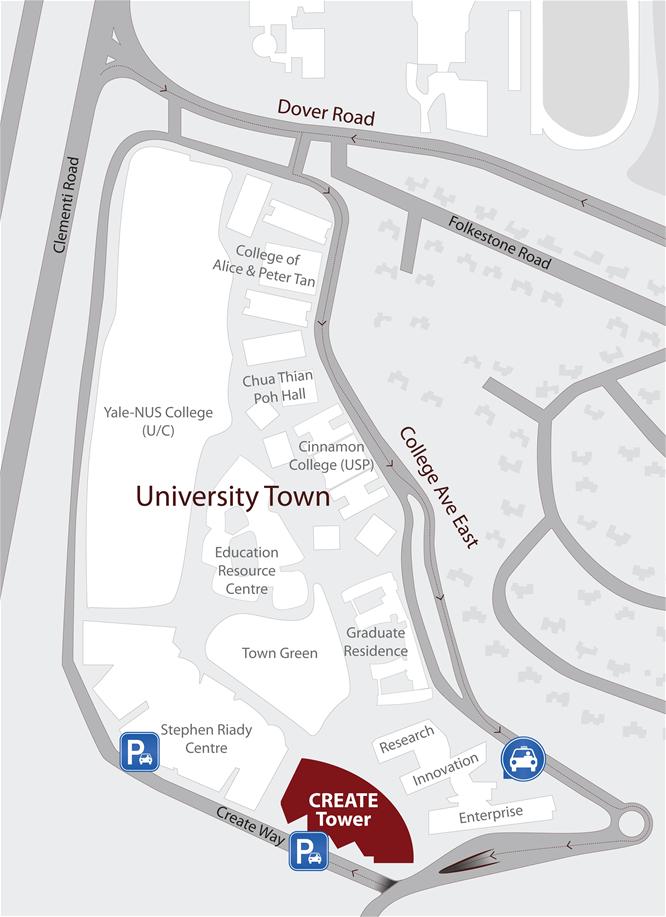 Dover Road
Clementi Road
Folkestone Road
College of
Alice & Peter Tan
Chua Thian
Poh Hall
Yale-NUS College
(U/C)
Cinnamon
College (USP)
College Ave East
University Town
Education
Resource
Centre
Graduate
Residence
Town Green
Stephen Riady
Centre
Research
Innovation
Enterprise
P
CREATE
Tower
Create Way
P